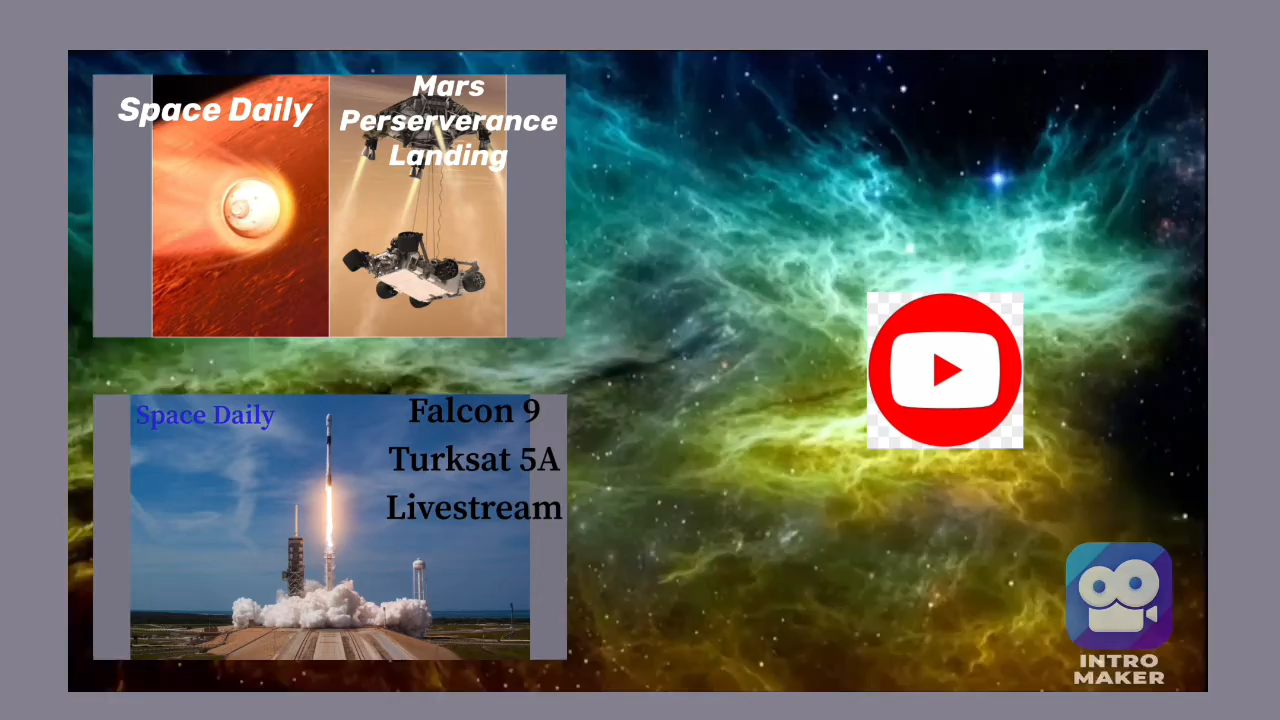 Space Daily
Mars
Perserverance
Landing
Space Daily
Falcon 9
Turksat 5A
Livestream
INTRO
MAKER